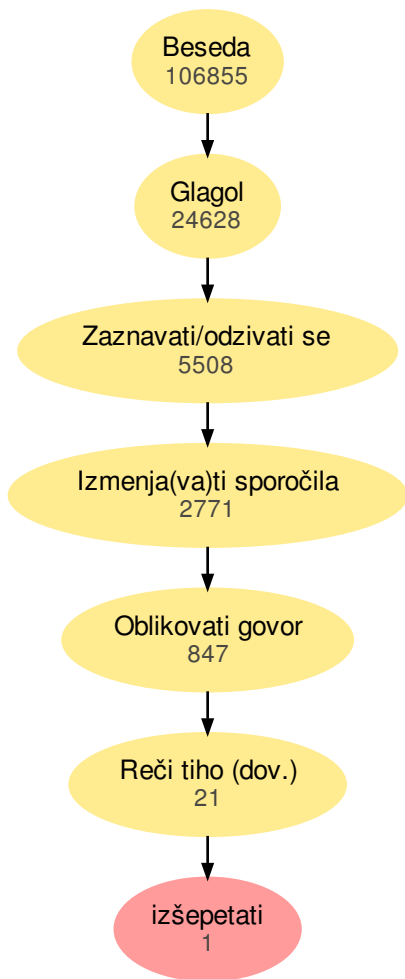 Beseda
106855
Glagol
24628
Zaznavati/odzivati se
5508
Izmenja(va)ti sporočila
2771
Oblikovati govor
847
Reči tiho (dov.)
21
izšepetati
1